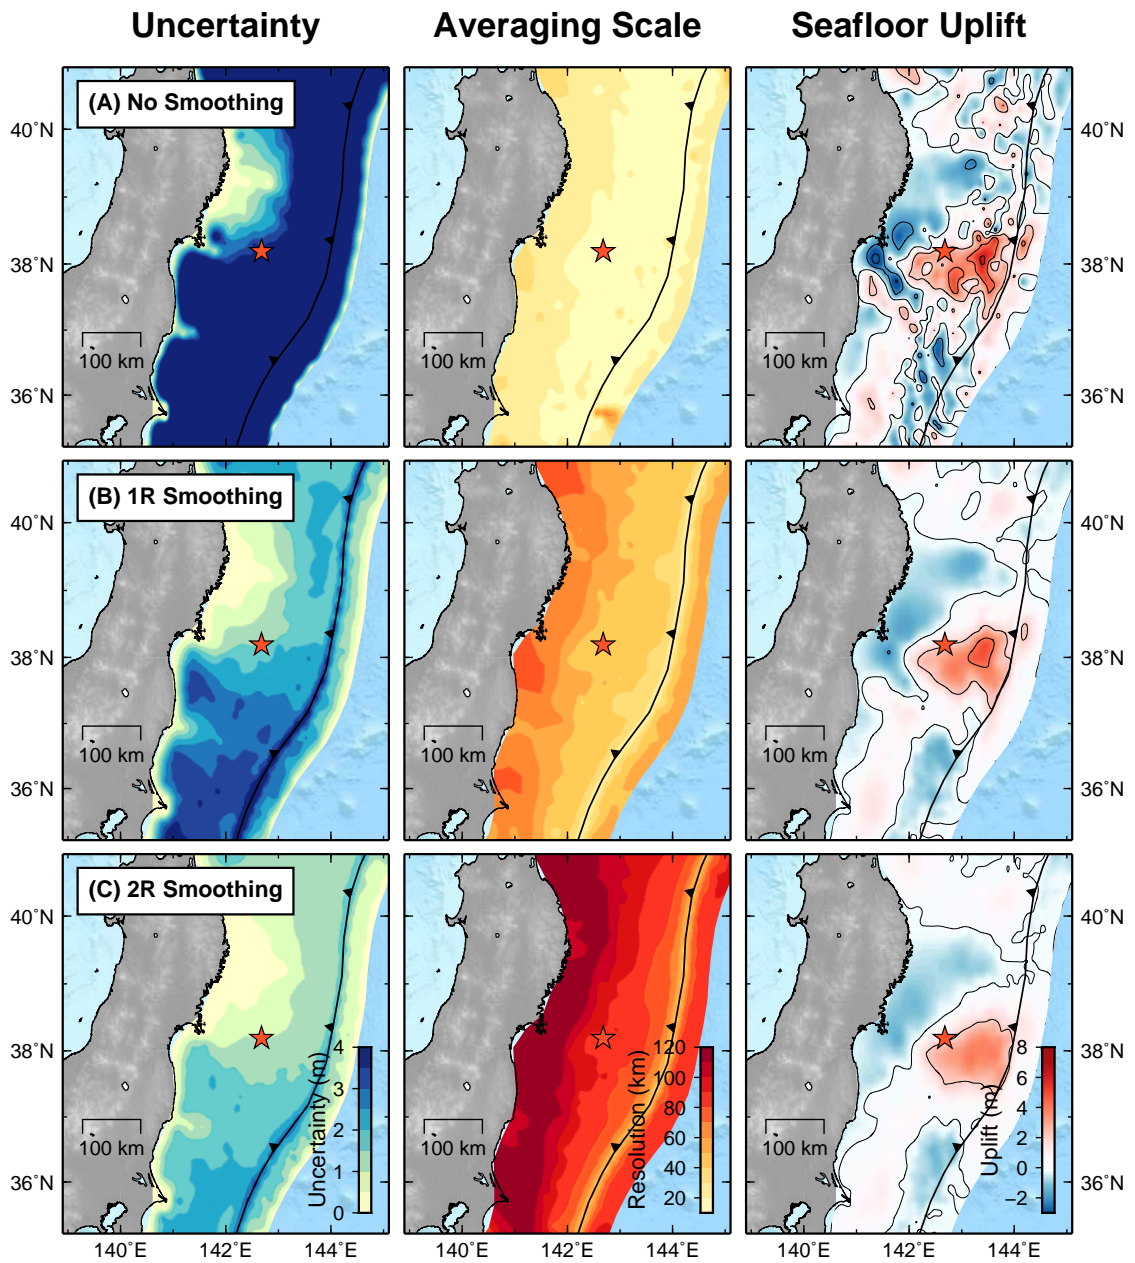 Uncertainty Averaging Scale Seafloor Uplift
(A) No Smoothing
40˚N 40˚N
38˚N 38˚N
100 km 100 km 100 km
36˚N 36˚N
(B) 1R Smoothing
40˚N 40˚N
38˚N 38˚N
100 km 100 km 100 km
36˚N 36˚N
(C) 2R Smoothing
40˚N 40˚N
38˚N 38˚N
100 km 100 km 100 km
36˚N 36˚N
0 1 2 3 4
Uncertainty (m)
20 40 60 80 100 120
Resolution (km)
−2 0 2 4 6 8
Uplift (m)
140˚E 142˚E 144˚E 140˚E 142˚E 144˚E 140˚E 142˚E 144˚E